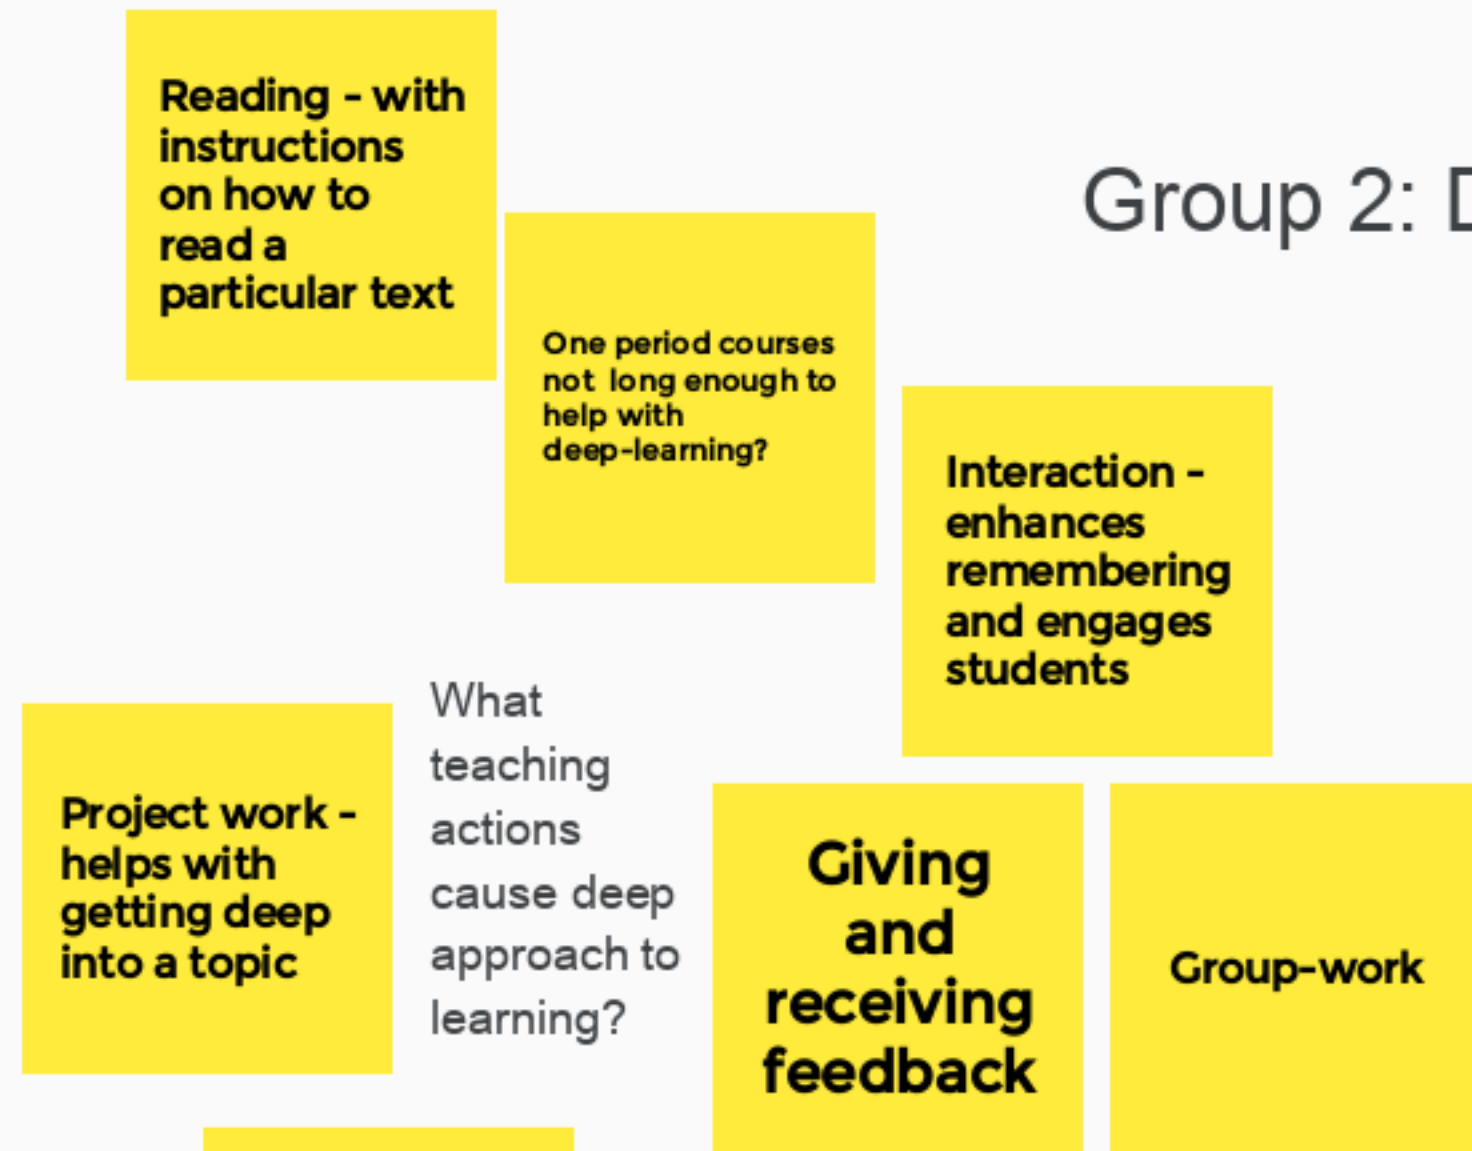 Reading - with
instructions
on how to
read a
particular text
Group 2:
One period courses
not  long enough to
help with
deep-learning?
Interaction -
enhances
remembering
and engages
students
What
teaching
actions
cause deep
approach to
learning?
Project work -
helps with
getting deep
into a topic
Giving
and
receiving
feedback
Group-work